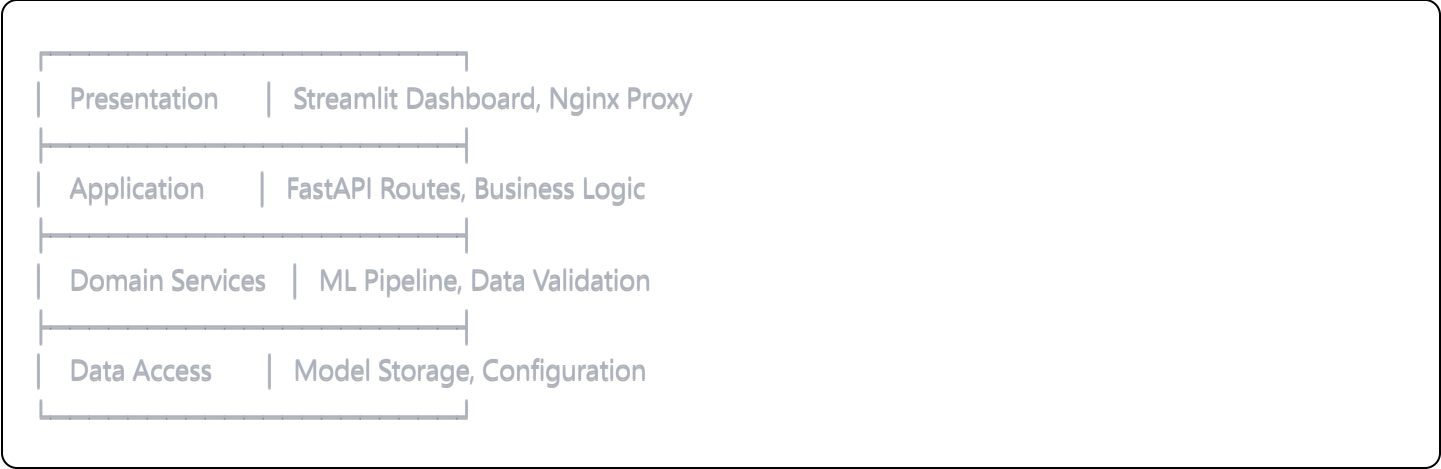 Presentation | Streamlit Dashboard, Nginx Proxy
Application | FastAPI Routes, Business Logic
Domain Services | ML Pipeline, Data Validation
Data Access | Model Storage, Configuration